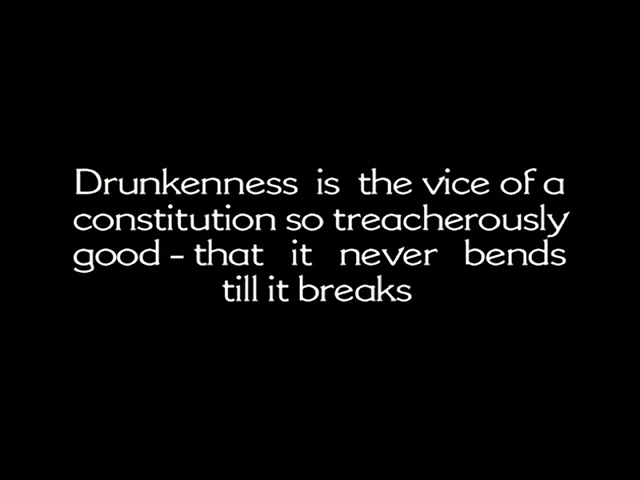 Drunkenness is the vice of a
constitution so treacherously
good - that it never bends
till it breaks